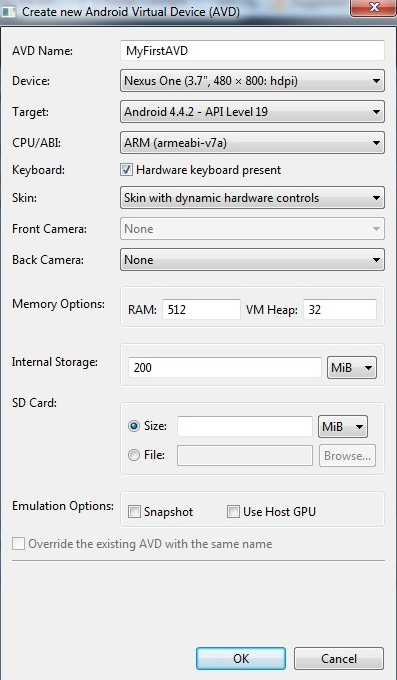 Create new Android Virtual Device (AVD)
AVD Name: MyFirstAVD
Device: Nexus One (3.7", 480 × 800: hdpi)
Target: Android 4.4.2 - API Level 19
CPU/ABI: ARM (armeabi-v7a)
Keyboard: Hardware keyboard present
Skin: Skin with dynamic hardware controls
Front Camera: None
Back Camera: None
Memory Options: RAM: 512 VM Heap: 32
Internal Storage: 200 MiB
SD Card:
Size: MiB
File: Browse...
Emulation Options: Snapshot Use Host GPU
Override the existing AVD with the same name
OK Cancel